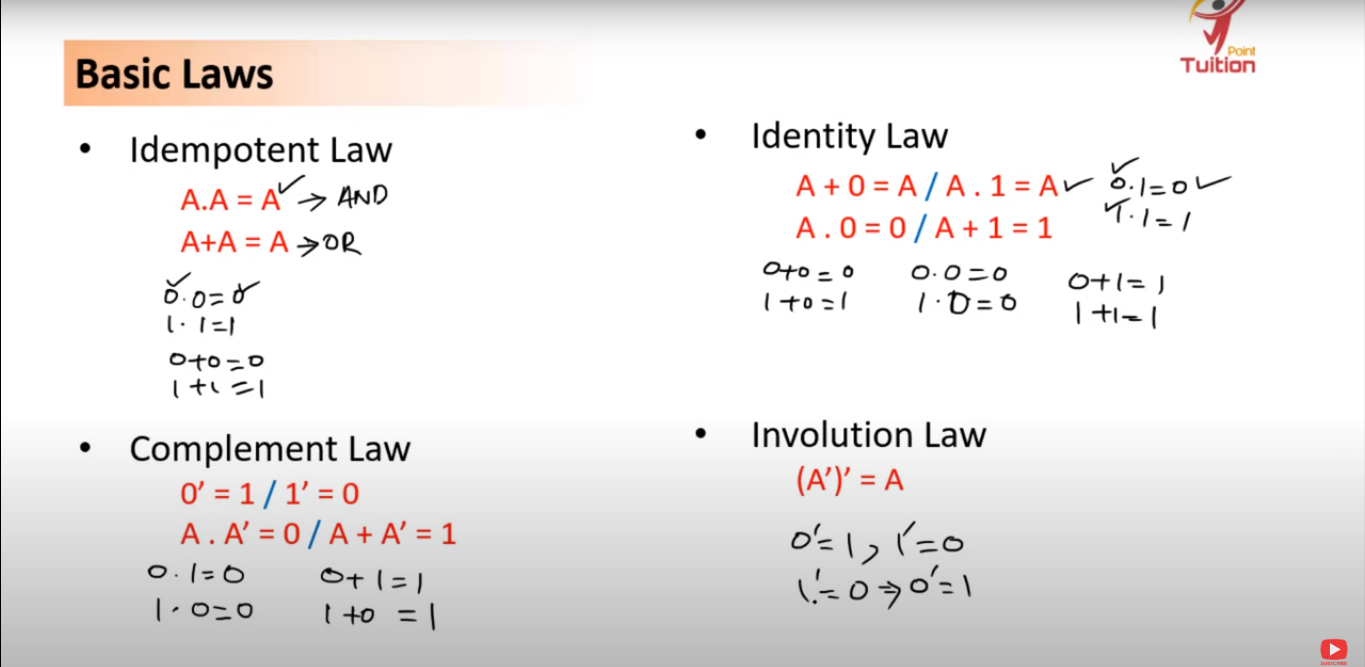 Point
Tuition
Basic Laws
• Idempotent Law
A.A = A✓ → AND
A+A = A → OR
0.0=0
1.1=1
0+0=0
1+1=1
• Identity Law
A + 0 = A / A . 1 = A ✓
A . 0 = 0 / A + 1 = 1
0.1=0 ✓
1.1=1
0+0=0 0.0=0 0+1=1
1+0=1 1.0=0 1+1=1
• Complement Law
0′ = 1 / 1′ = 0
A . A′ = 0 / A + A′ = 1
0.1=0 0+1=1
1.0=0 1+0=1
• Involution Law
(A′)′ = A
0′=1, 1′=0
1′=0 ⇒ 0′=1
SUBSCRIBE